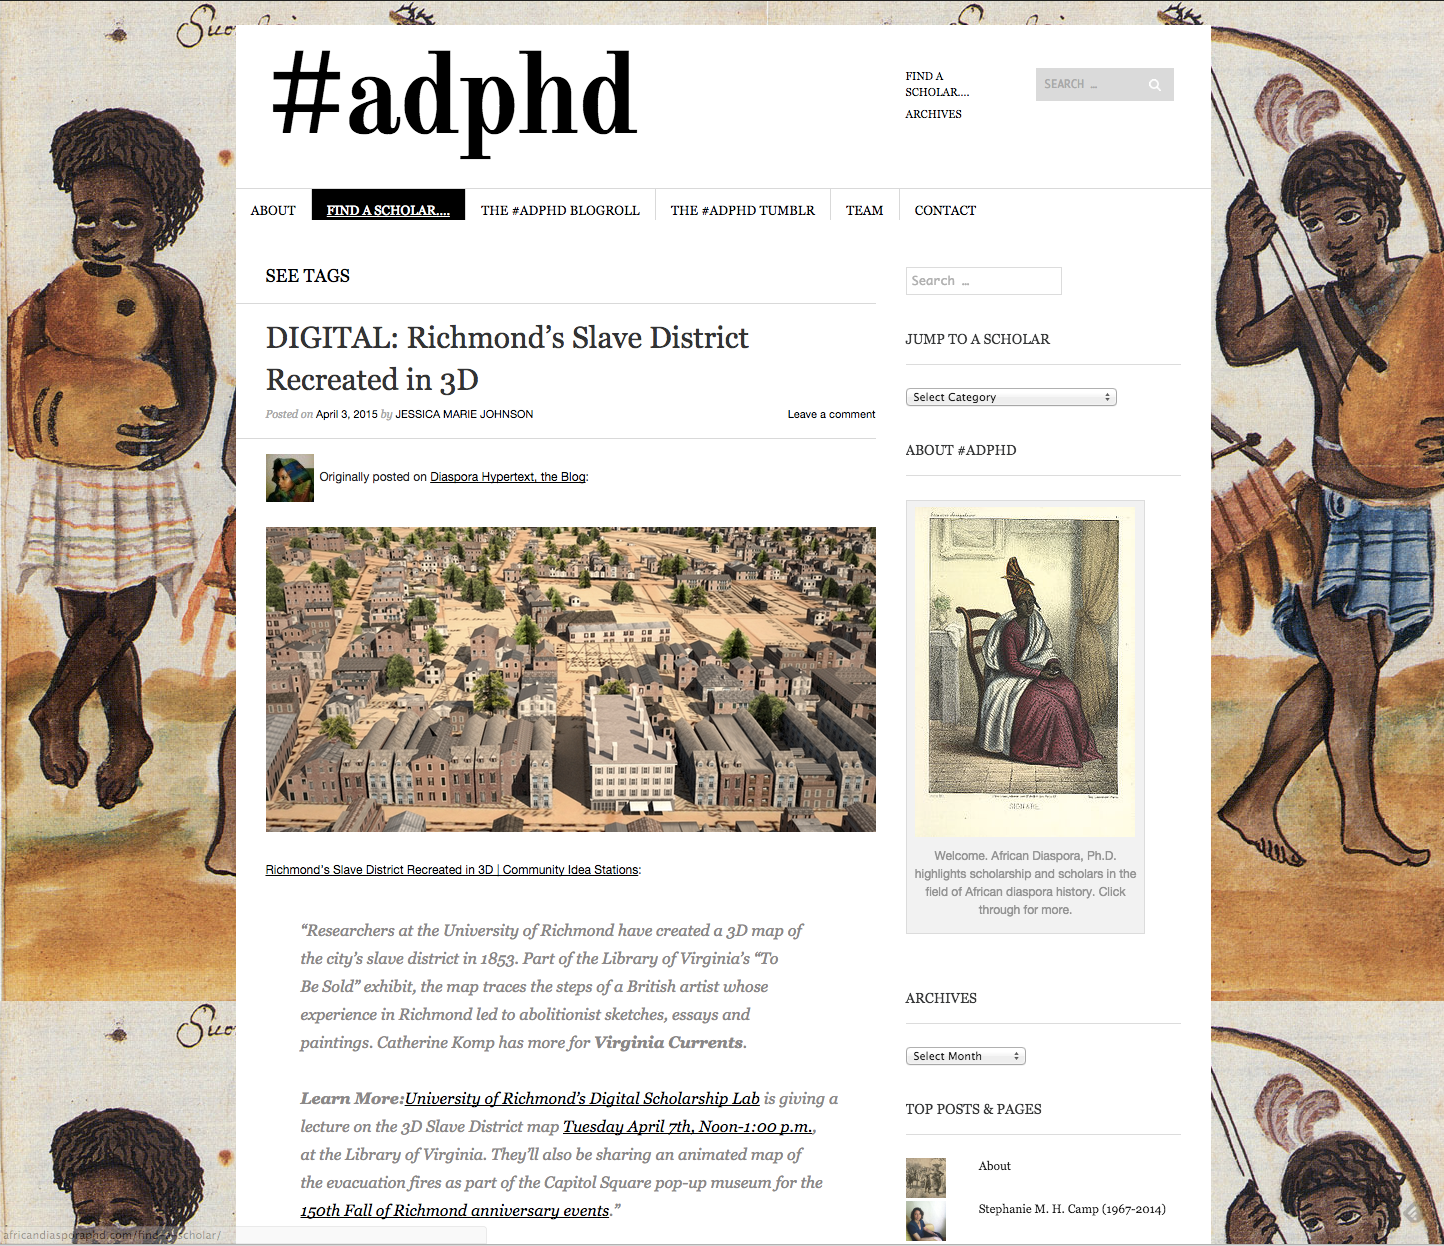 #adphd
FIND A
SCHOLAR....
ARCHIVES
SEARCH ...
ABOUT
FIND A SCHOLAR....
THE #ADPHD BLOGROLL
THE #ADPHD TUMBLR
TEAM
CONTACT
SEE TAGS
DIGITAL: Richmond's Slave District
Recreated in 3D
Posted on April 3, 2015 by JESSICA MARIE JOHNSON
Leave a comment
Originally posted on Diaspora Hypertext, the Blog:
Richmond's Slave District Recreated in 3D | Community Idea Stations:
“Researchers at the University of Richmond have created a 3D map of
the city's slave district in 1853. Part of the Library of Virginia's “To
Be Sold” exhibit, the map traces the steps of a British artist whose
experience in Richmond led to abolitionist sketches, essays and
paintings. Catherine Komp has more for Virginia Currents.
Learn More:University of Richmond's Digital Scholarship Lab is giving a
lecture on the 3D Slave District map Tuesday April 7th, Noon-1:00 p.m.,
at the Library of Virginia. They'll also be sharing an animated map of
the evacuation fires as part of the Capitol Square pop-up museum for the
150th Fall of Richmond anniversary events.”
Search ...
JUMP TO A SCHOLAR
Select Category
ABOUT #ADPHD
SIGNARE.
Welcome. African Diaspora, Ph.D.
highlights scholarship and scholars in the
field of African diaspora history. Click
through for more.
ARCHIVES
Select Month
TOP POSTS & PAGES
About
Stephanie M. H. Camp (1967-2014)
africandiasporaphd.com/find-a-scholar/